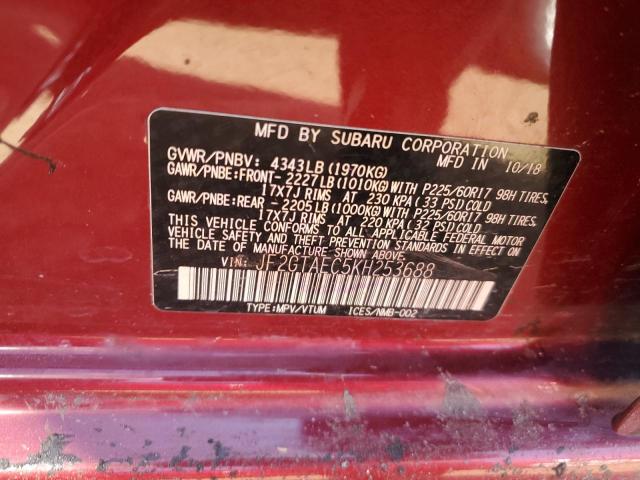 MFD BY SUBARU CORPORATION
GVWR/PNBV: 4343LB(1970KG) MFD IN 10/18
GAWR/PNBE:FRONT- 2227LB(1010KG)WITH P225/60R17 98H TIRES,
17X7J RIMS AT 230 KPA(33 PSI)COLD
GAWR/PNBE:REAR - 2205LB(1000KG)WITH P225/60R17 98H TIRES,
17X7J RIMS AT 220 KPA(32 PSI)COLD
THIS VEHICLE CONFORMS TO ALL APPLICABLE FEDERAL MOTOR
VEHICLE SAFETY AND THEFT PREVENTION STANDARDS IN EFFECT ON
THE DATE OF MANUFACTURE SHOWN ABOVE.
VIN: JF2GTAEC5KH253688
TYPE:MPV/VTUM ICES/NMB-002